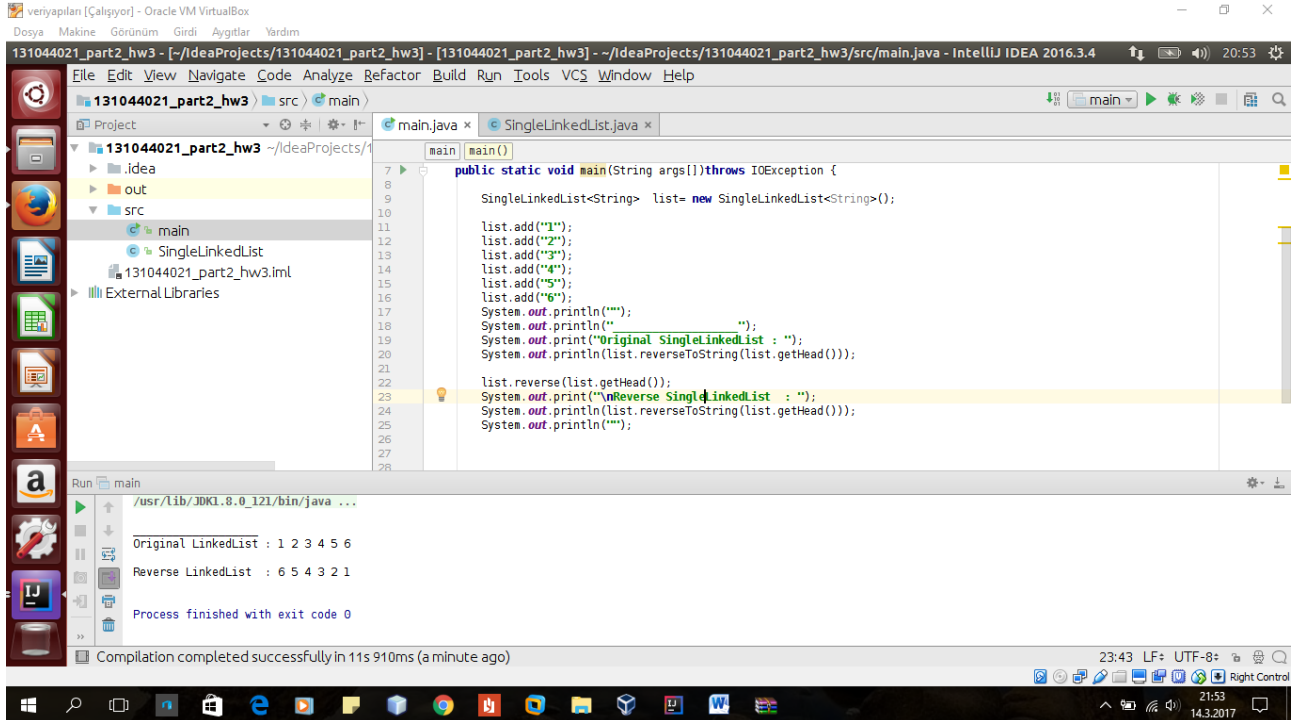 veriyapıları [Çalışıyor] - Oracle VM VirtualBox
Dosya Makine Görünüm Girdi Aygıtlar Yardım
131044021_part2_hw3 - [~/IdeaProjects/131044021_part2_hw3] - [131044021_part2_hw3] - ~/IdeaProjects/131044021_part2_hw3/src/main.java - IntelliJ IDEA 2016.3.4 20:53
File Edit View Navigate Code Analyze Refactor Build Run Tools VCS Window Help
131044021_part2_hw3 src main main
Project main.java × SingleLinkedList.java ×
131044021_part2_hw3 ~/IdeaProjects/1
.idea
out
src
main
SingleLinkedList
131044021_part2_hw3.iml
External Libraries
main main()
7 public static void main(String args[])throws IOException {
8
9 SingleLinkedList<String> list= new SingleLinkedList<String>();
10
11 list.add("1");
12 list.add("2");
13 list.add("3");
14 list.add("4");
15 list.add("5");
16 list.add("6");
17 System.out.println("");
18 System.out.println("___________________");
19 System.out.print("Original SingleLinkedList : ");
20 System.out.println(list.reverseToString(list.getHead()));
21
22 list.reverse(list.getHead());
23 System.out.print("\nReverse SingleLinkedList  : ");
24 System.out.println(list.reverseToString(list.getHead()));
25 System.out.println("");
26
27
28
Run main
/usr/lib/JDK1.8.0_121/bin/java ...
___________________
Original LinkedList : 1 2 3 4 5 6
Reverse LinkedList  : 6 5 4 3 2 1
Process finished with exit code 0
Compilation completed successfully in 11s 910ms (a minute ago) 23:43 LF UTF-8
Right Control
21:53
14.3.2017